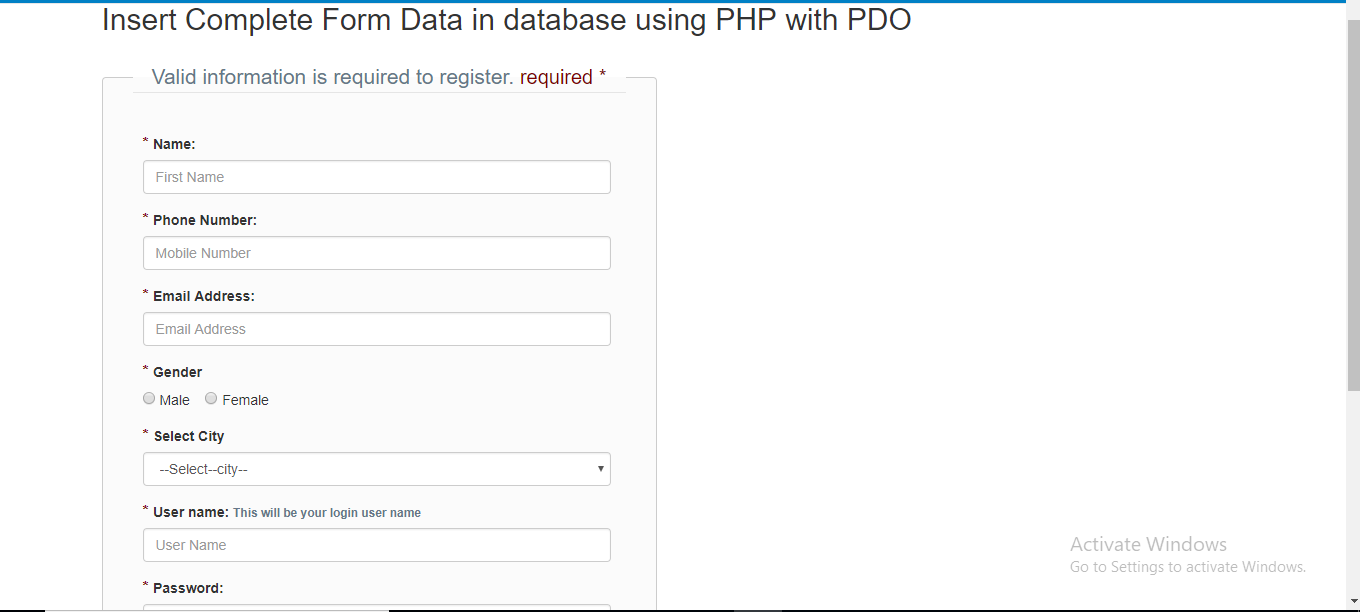 Insert Complete Form Data in database using PHP with PDO
Valid information is required to register. required *
* Name:
First Name
* Phone Number:
Mobile Number
* Email Address:
Email Address
* Gender
Male Female
* Select City
--Select--city--
* User name: This will be your login user name
User Name
* Password:
Activate Windows
Go to Settings to activate Windows.